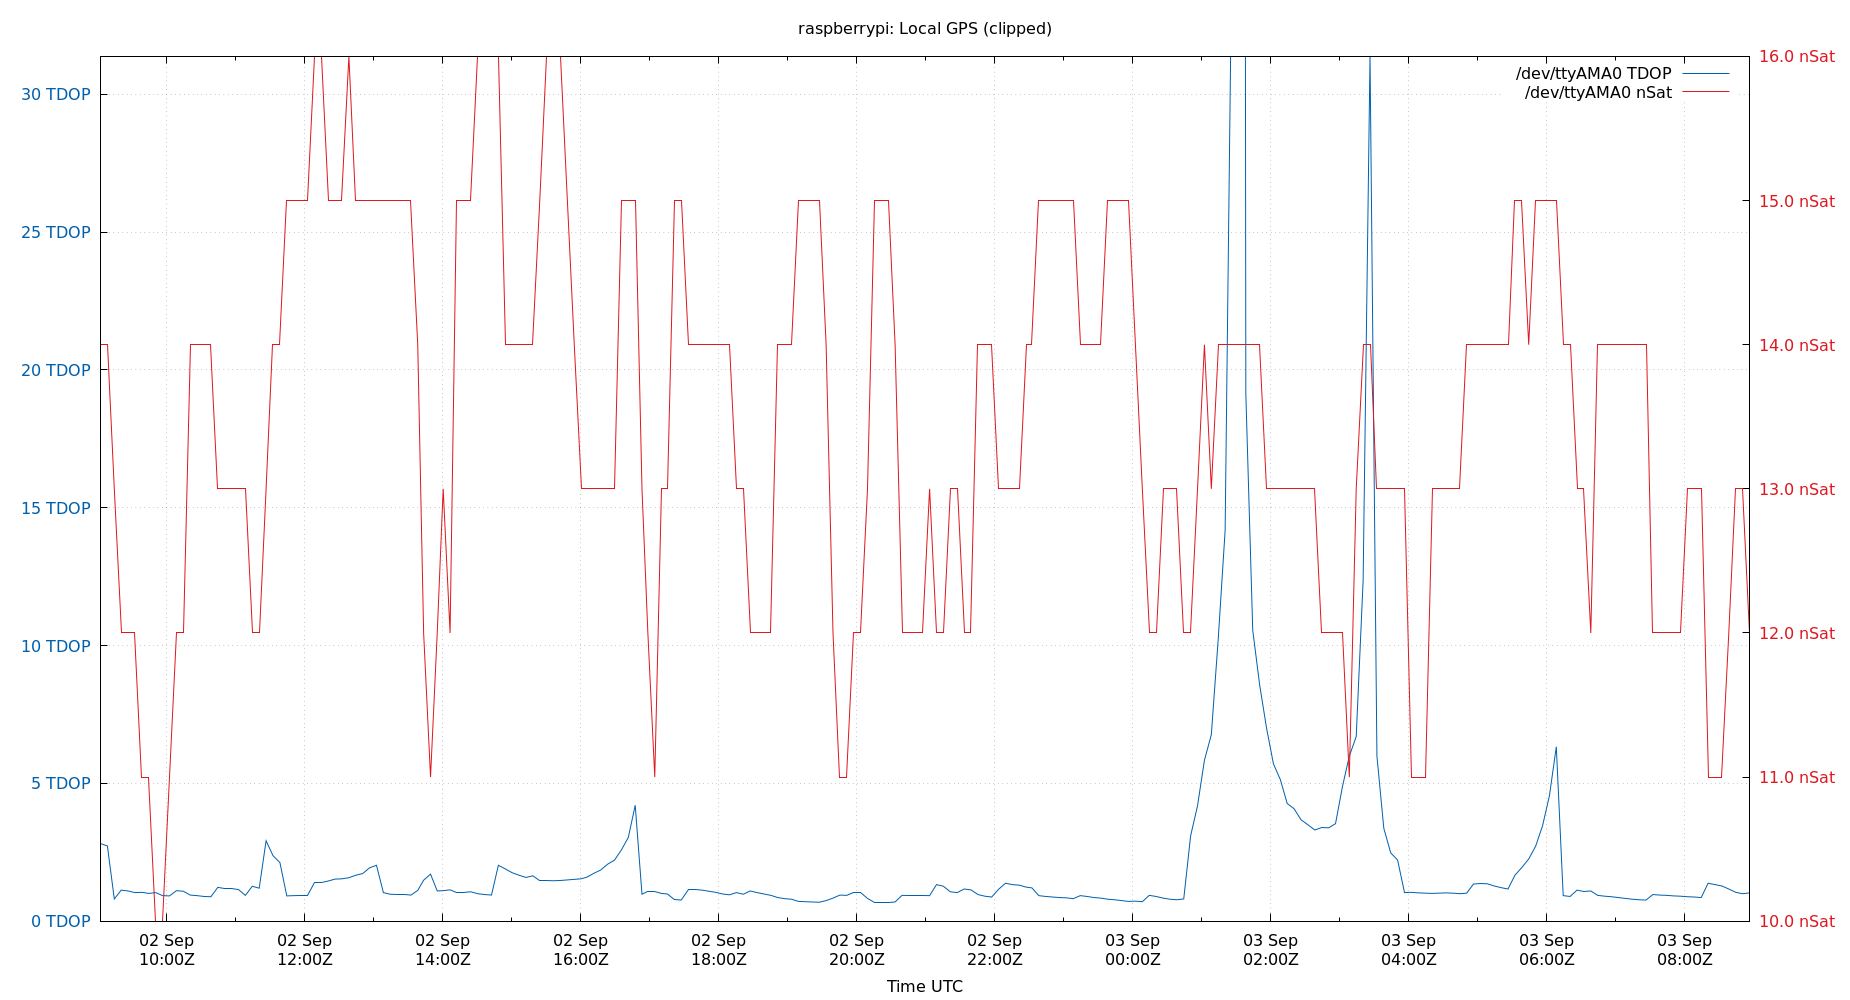 raspberrypi: Local GPS (clipped)
/dev/ttyAMA0 TDOP
/dev/ttyAMA0 nSat
30 TDOP
25 TDOP
20 TDOP
15 TDOP
10 TDOP
5 TDOP
0 TDOP
16.0 nSat
15.0 nSat
14.0 nSat
13.0 nSat
12.0 nSat
11.0 nSat
10.0 nSat
02 Sep
10:00Z
02 Sep
12:00Z
02 Sep
14:00Z
02 Sep
16:00Z
02 Sep
18:00Z
02 Sep
20:00Z
02 Sep
22:00Z
03 Sep
00:00Z
03 Sep
02:00Z
03 Sep
04:00Z
03 Sep
06:00Z
03 Sep
08:00Z
Time UTC